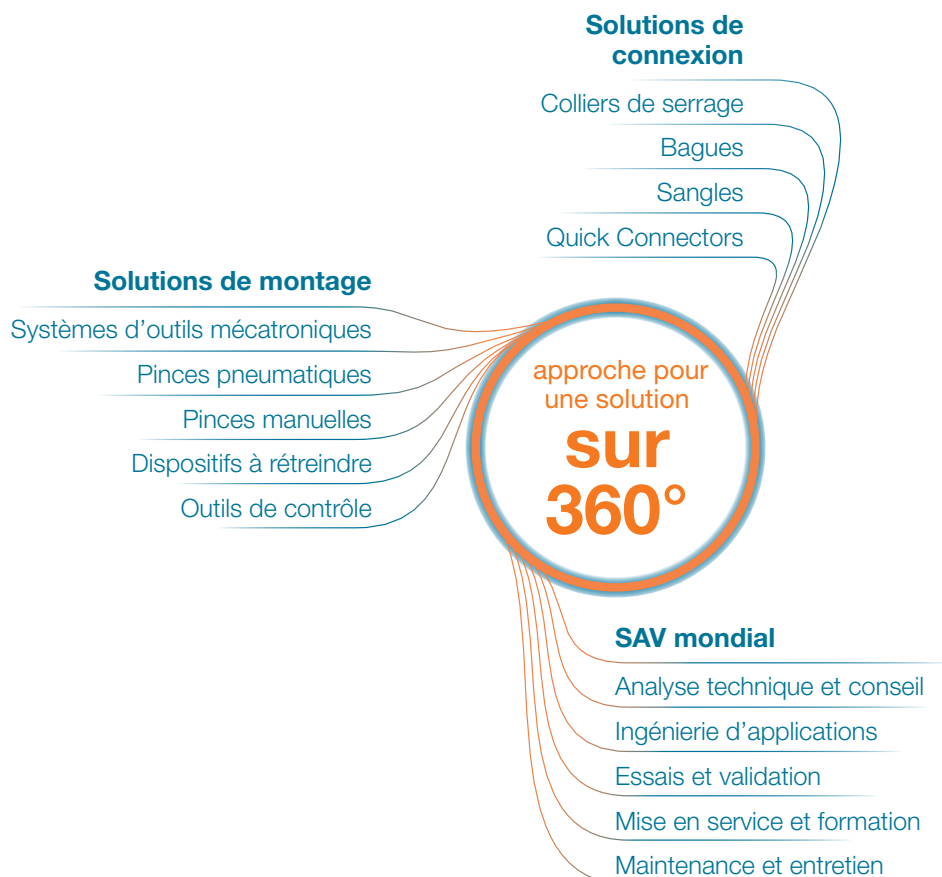 Solutions de
connexion
Colliers de serrage
Bagues
Sangles
Quick Connectors
Solutions de montage
Systèmes d’outils mécatroniques
Pinces pneumatiques
Pinces manuelles
Dispositifs à rétreindre
Outils de contrôle
approche pour
une solution
sur
360°
SAV mondial
Analyse technique et conseil
Ingénierie d’applications
Essais et validation
Mise en service et formation
Maintenance et entretien